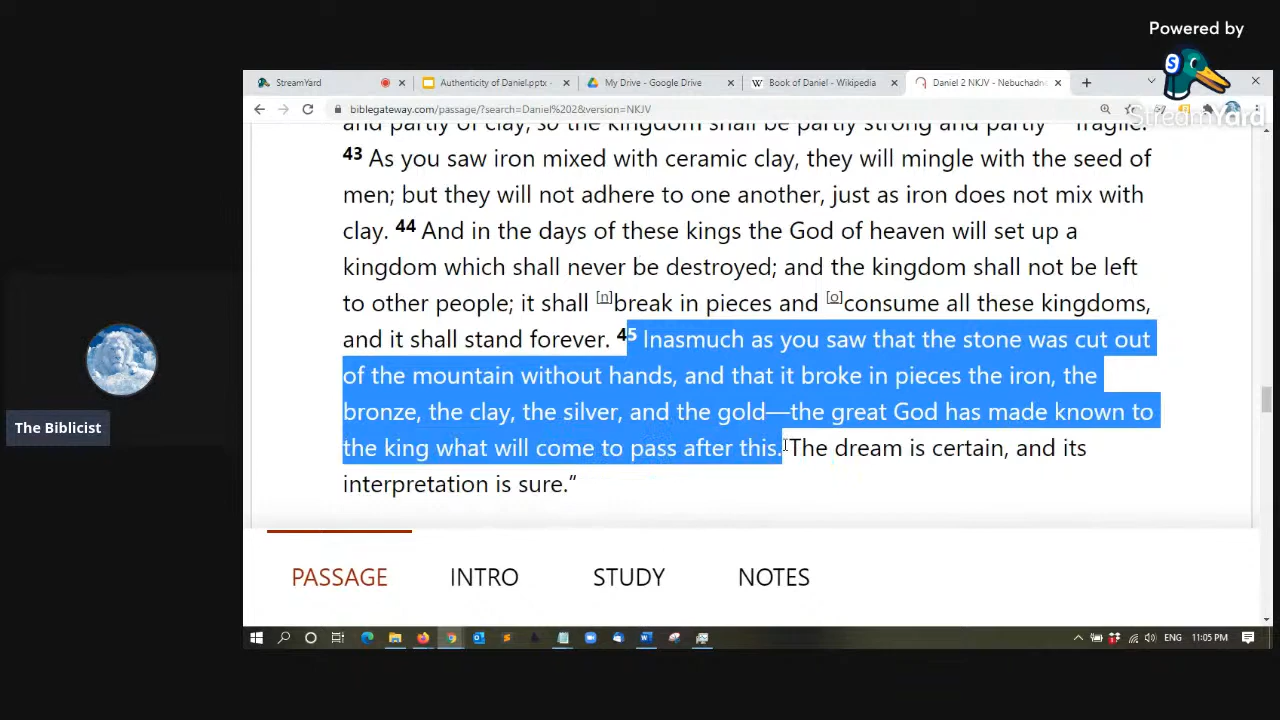 Powered by
StreamYard
StreamYard
Authenticity of Daniel.pptx -
My Drive - Google Drive
Book of Daniel - Wikipedia
Daniel 2 NKJV - Nebuchadn
biblegateway.com/passage/?search=Daniel%202&version=NKJV
and partly of clay, so the kingdom shall be partly strong and partly fragile.
43 As you saw iron mixed with ceramic clay, they will mingle with the seed of
men; but they will not adhere to one another, just as iron does not mix with
clay. 44 And in the days of these kings the God of heaven will set up a
kingdom which shall never be destroyed; and the kingdom shall not be left
to other people; it shall [n]break in pieces and [o]consume all these kingdoms,
and it shall stand forever. 45 Inasmuch as you saw that the stone was cut out
of the mountain without hands, and that it broke in pieces the iron, the
bronze, the clay, the silver, and the gold—the great God has made known to
the king what will come to pass after this. The dream is certain, and its
interpretation is sure.”
The Biblicist
PASSAGE INTRO STUDY NOTES
ENG 11:05 PM